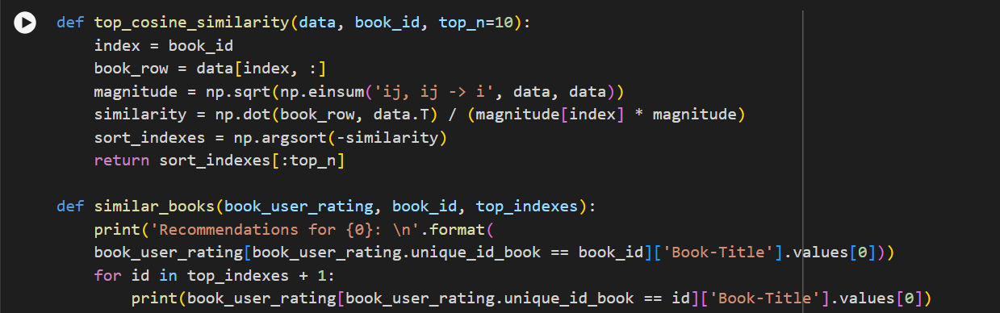 def top_cosine_similarity(data, book_id, top_n=10):
    index = book_id
    book_row = data[index, :]
    magnitude = np.sqrt(np.einsum('ij, ij -> i', data, data))
    similarity = np.dot(book_row, data.T) / (magnitude[index] * magnitude)
    sort_indexes = np.argsort(-similarity)
    return sort_indexes[:top_n]

def similar_books(book_user_rating, book_id, top_indexes):
    print('Recommendations for {0}: \n'.format(
    book_user_rating[book_user_rating.unique_id_book == book_id]['Book-Title'].values[0]))
    for id in top_indexes + 1:
        print(book_user_rating[book_user_rating.unique_id_book == id]['Book-Title'].values[0])